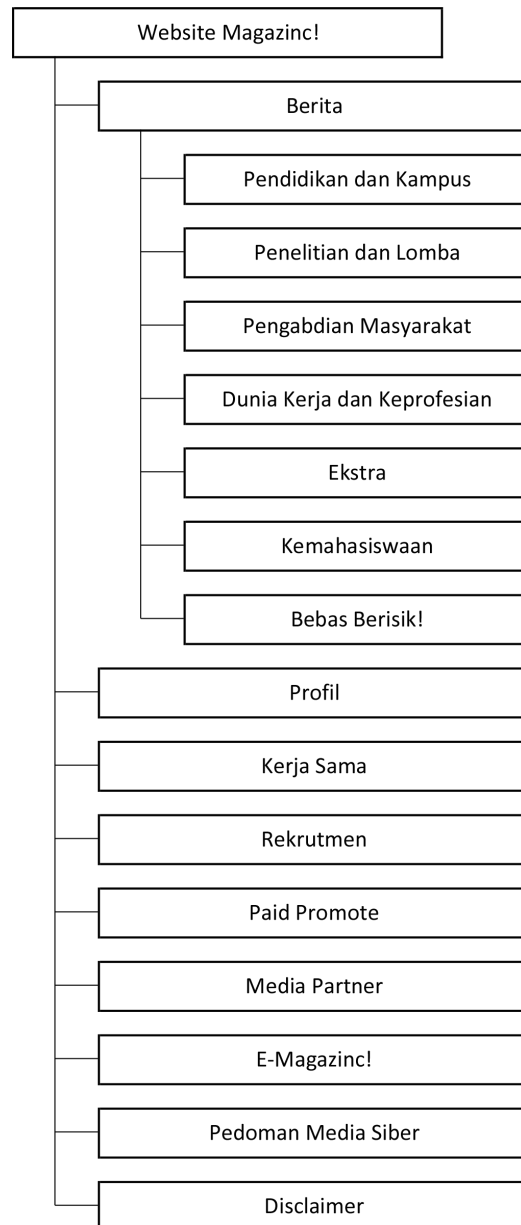 Website Magazinc!
Berita
Pendidikan dan Kampus
Penelitian dan Lomba
Pengabdian Masyarakat
Dunia Kerja dan Keprofesian
Ekstra
Kemahasiswaan
Bebas Berisik!
Profil
Kerja Sama
Rekrutmen
Paid Promote
Media Partner
E-Magazinc!
Pedoman Media Siber
Disclaimer